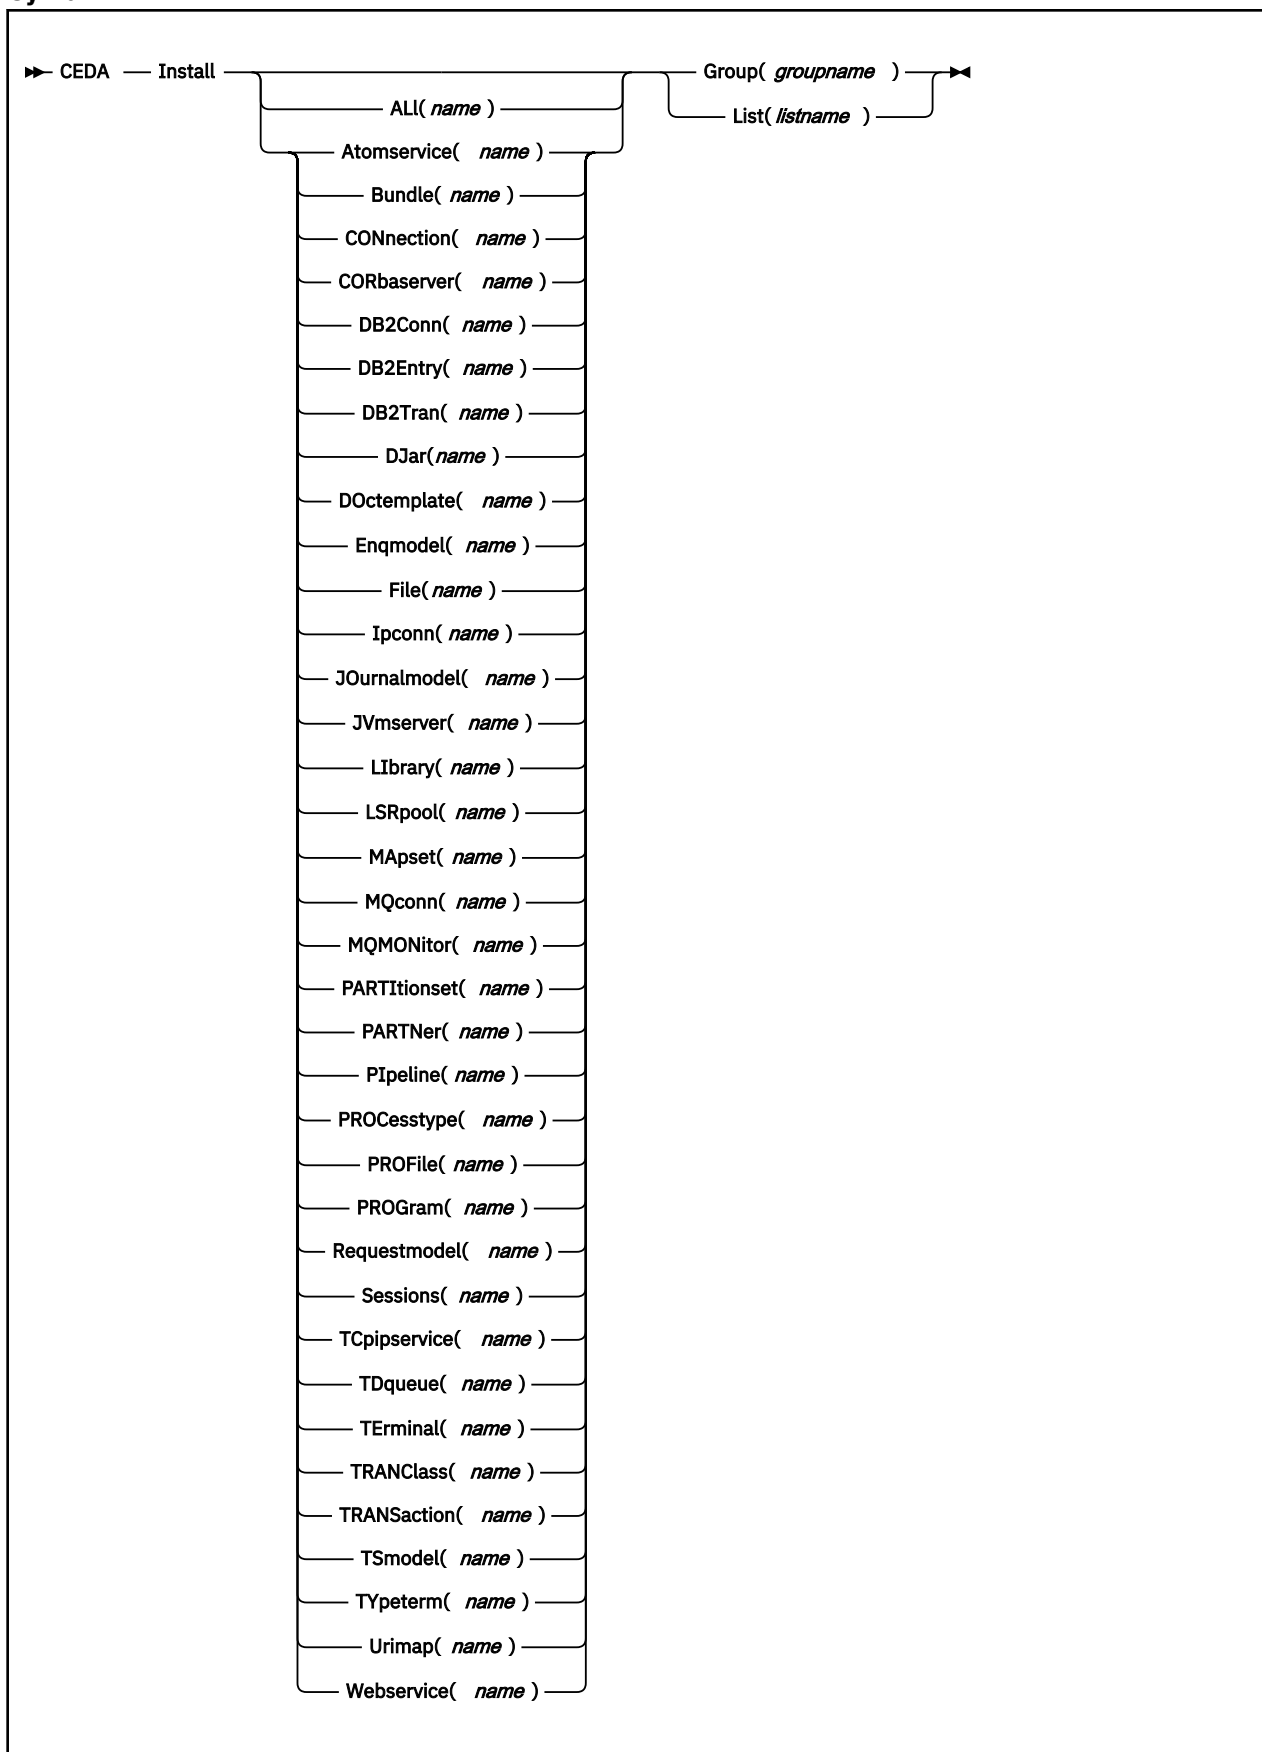 CEDA Install Group( groupname )
ALl( name ) List( listname )
Atomservice( name )
Bundle( name )
CONnection( name )
CORbaserver( name )
DB2Conn( name )
DB2Entry( name )
DB2Tran( name )
DJar(name )
DOctemplate( name )
Enqmodel( name )
File( name )
Ipconn( name )
JOurnalmodel( name )
JVmserver( name )
LIbrary( name )
LSRpool( name )
MApset( name )
MQconn( name )
MQMONitor( name )
PARTItionset( name )
PARTNer( name )
PIpeline( name )
PROCesstype( name )
PROFile( name )
PROGram( name )
Requestmodel( name )
Sessions( name )
TCpipservice( name )
TDqueue( name )
TErminal( name )
TRANClass( name )
TRANSaction( name )
TSmodel( name )
TYpeterm( name )
Urimap( name )
Webservice( name )